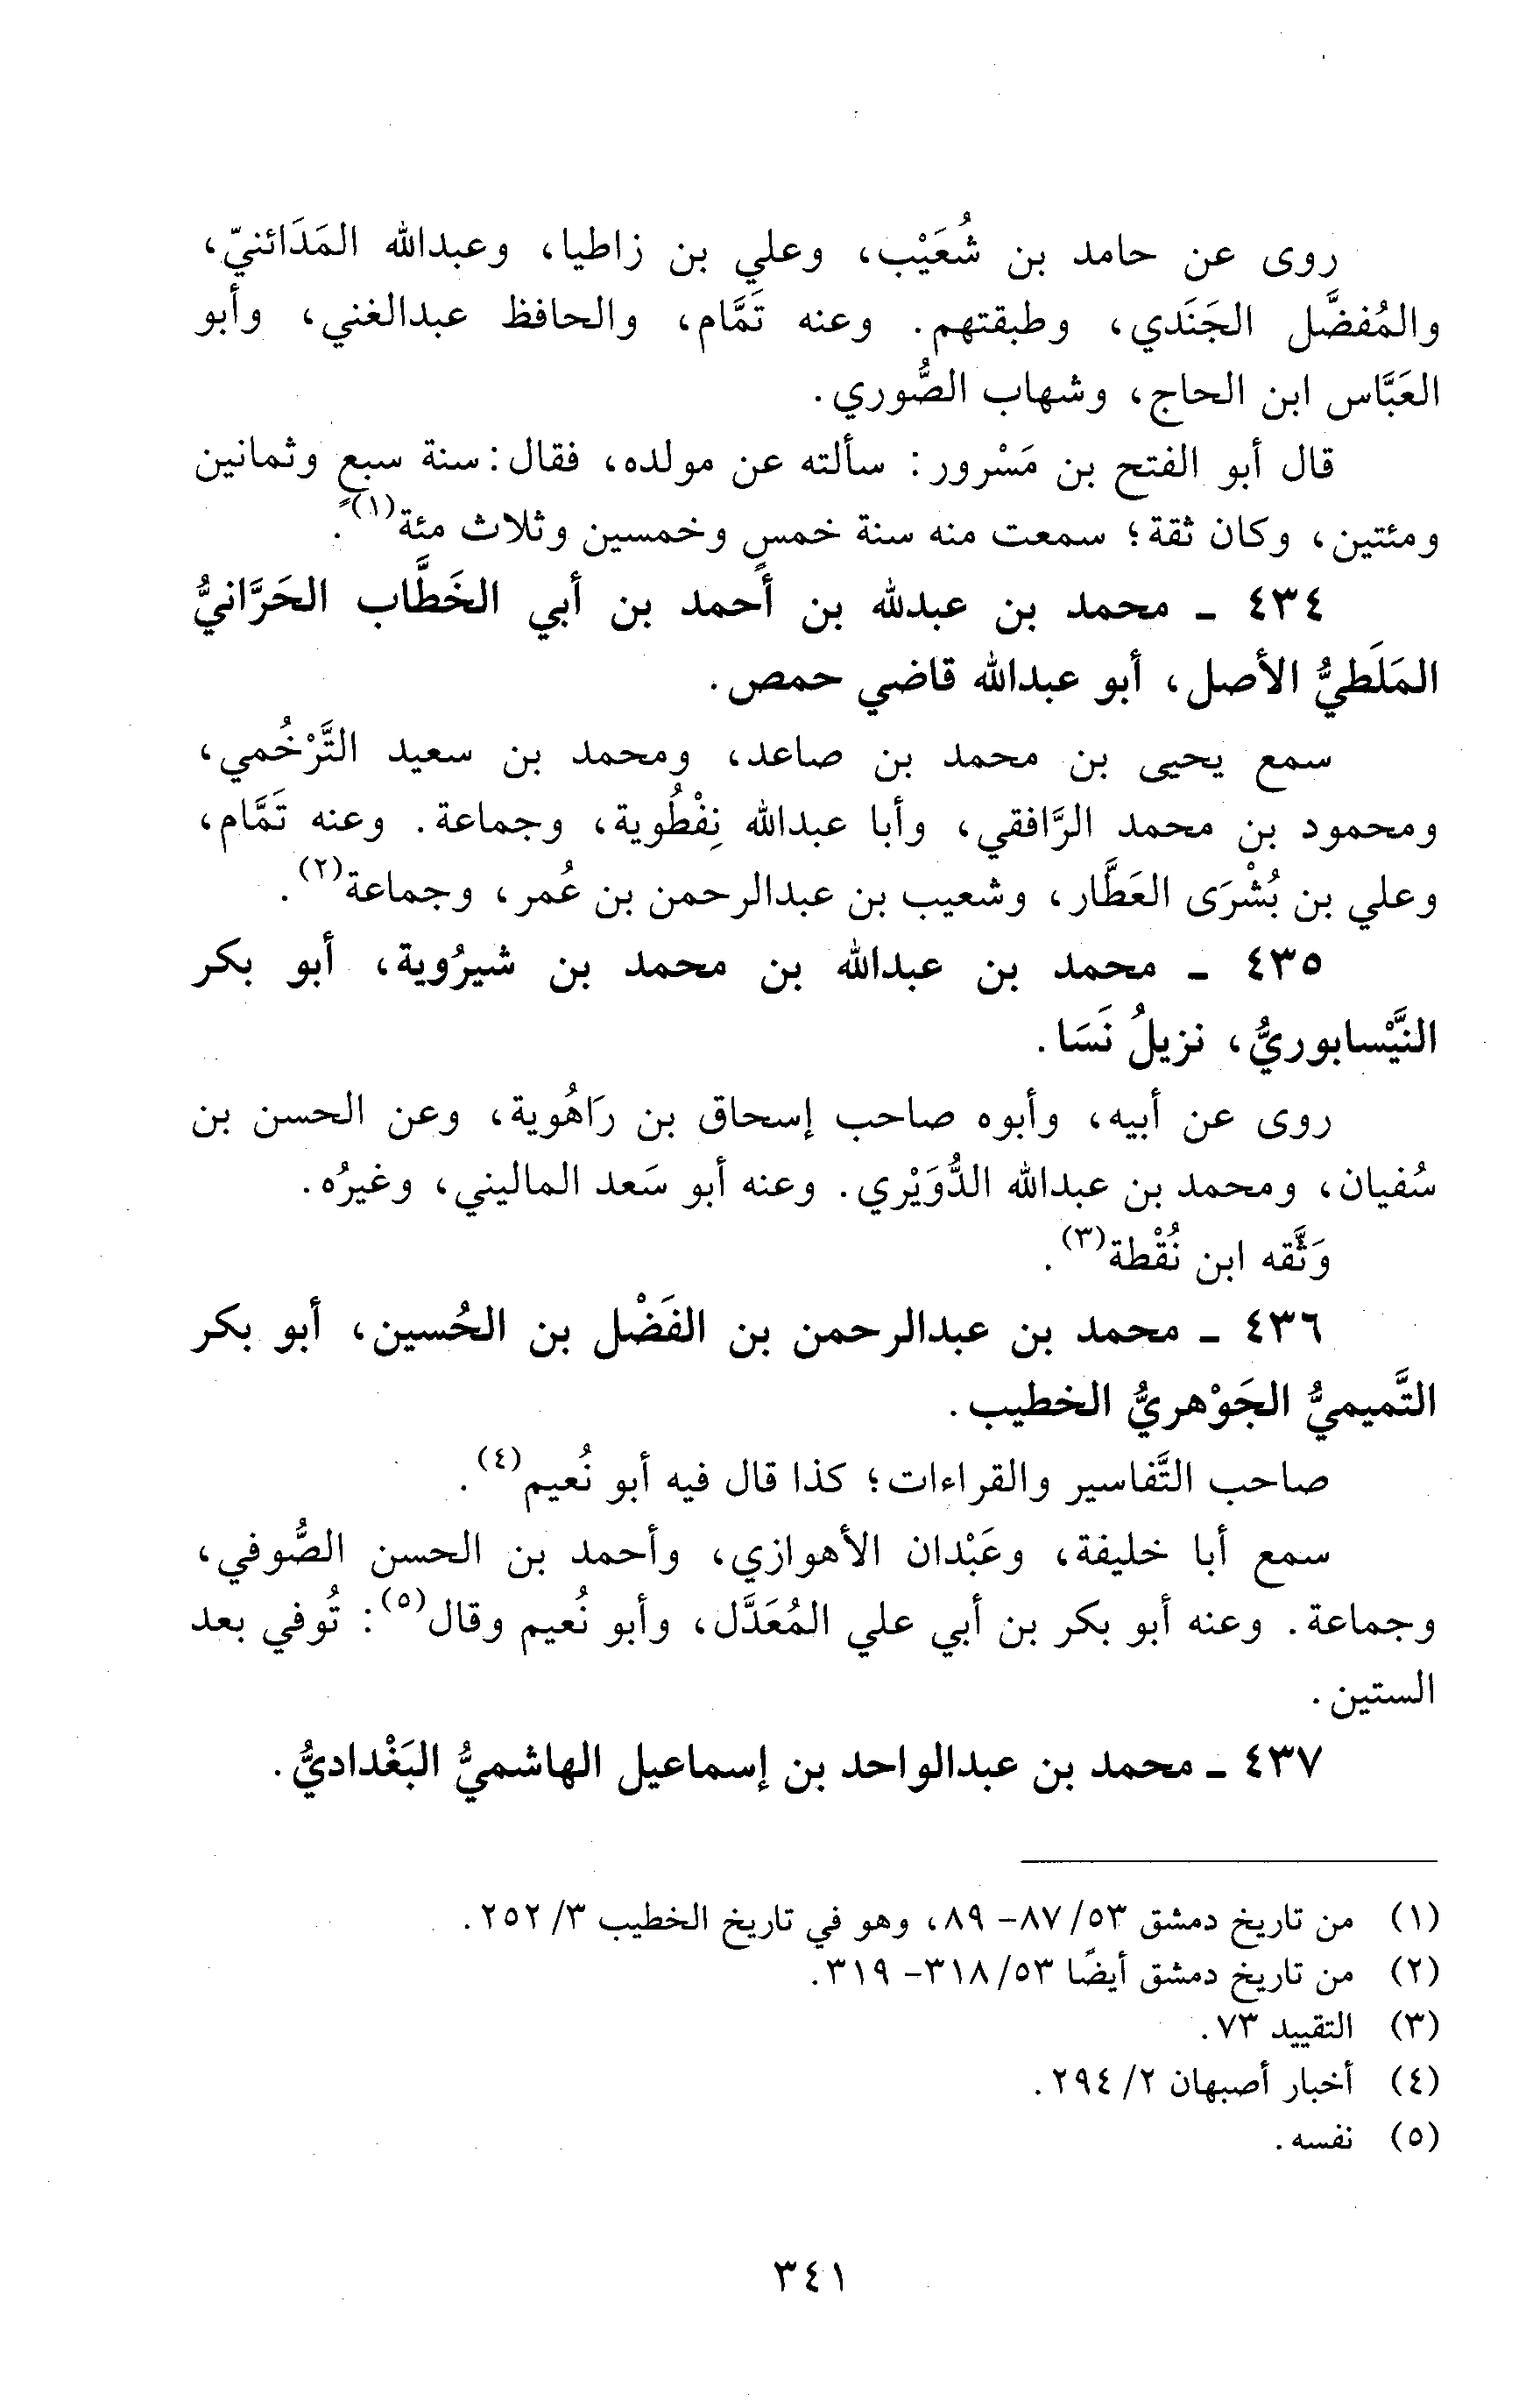 روى عن حامد بن شُعَيْب، وعلي بن زاطيا، وعبدالله المَدَائنيّ،
والمُفضَّل الجَنَدي، وطبقتهم. وعنه تَمَّام، والحافظ عبدالغني، وأبو
العَبَّاس ابن الحاج، وشهاب الصُّوري.
قال أبو الفتح بن مَسْرور: سألته عن مولده، فقال: سنة سبعٍ وثمانين
ومئتين، وكان ثقة؛ سمعت منه سنة خمسٍ وخمسين وثلاث مئة(١).
٤٣٤ ـ محمد بن عبدلله بن أحمد بن أبي الخَطَّاب الحَرَّانيُّ
المَلَطيُّ الأصل، أبو عبدالله قاضي حمص.
سمع يحيى بن محمد بن صاعد، ومحمد بن سعيد التَّرْخُمي،
ومحمود بن محمد الرَّافقي، وأبا عبدالله نِفْطُوية، وجماعة. وعنه تَمَّام،
وعلي بن بُشْرَى العَطَّار، وشعيب بن عبدالرحمن بن عُمر، وجماعة(٢).
٤٣٥ ـ محمد بن عبدالله بن محمد بن شيرُوية، أبو بكر
النَّيْسابوريُّ، نزيلُ نَسَا.
روى عن أبيه، وأبوه صاحب إسحاق بن رَاهُوية، وعن الحسن بن
سُفيان، ومحمد بن عبدالله الدُّوَيْري. وعنه أبو سَعد الماليني، وغيرُه.
وَثَّقه ابن نُقْطة(٣).
٤٣٦ ـ محمد بن عبدالرحمن بن الفَضْل بن الحُسين، أبو بكر
التَّميميُّ الجَوْهريُّ الخطيب.
صاحب التَّفاسير والقراءات؛ كذا قال فيه أبو نُعيم(٤).
سمع أبا خليفة، وعَبْدان الأهوازي، وأحمد بن الحسن الصُّوفي،
وجماعة. وعنه أبو بكر بن أبي علي المُعَدَّل، وأبو نُعيم وقال(٥): تُوفي بعد
الستين.
٤٣٧ ـ محمد بن عبدالواحد بن إسماعيل الهاشميُّ البَغْداديُّ.
(١) من تاريخ دمشق ٥٣/ ٨٧- ٨٩، وهو في تاريخ الخطيب ٣/ ٢٥٢.
(٢) من تاريخ دمشق أيضًا ٥٣/ ٣١٨- ٣١٩.
(٣) التقييد ٧٣.
(٤) أخبار أصبهان ٢/ ٢٩٤.
(٥) نفسه.
٣٤١